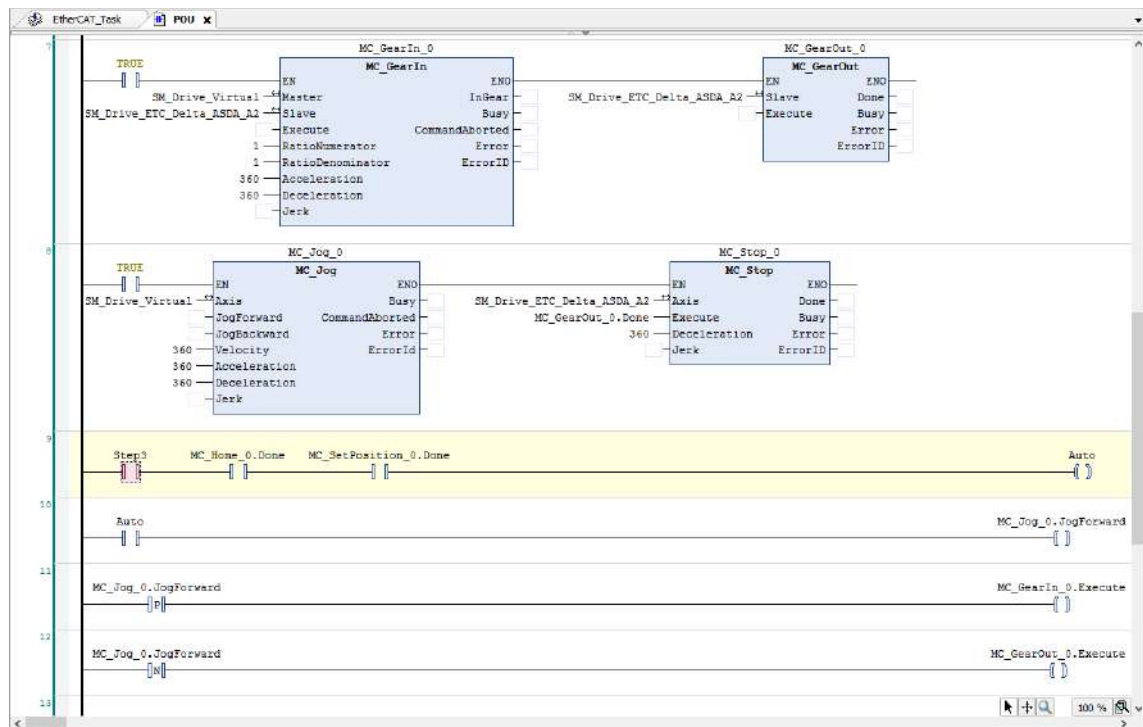 EtherCAT_Task POU x
7
MC_GearIn_0 MC_GearOut_0
TRUE MC_GearIn MC_GearOut
EN ENO EN ENO
SM_Drive_Virtual Master InGear SM_Drive_ETC_Delta_ASDA_A2 Slave Done
SM_Drive_ETC_Delta_ASDA_A2 Slave Busy Execute Busy
Execute CommandAborted Error
1 RatioNumerator Error ErrorID
1 RatioDenominator ErrorID
360 Acceleration
360 Deceleration
Jerk
8
MC_Jog_0 MC_Stop_0
TRUE MC_Jog MC_Stop
EN ENO EN ENO
SM_Drive_Virtual Axis Busy SM_Drive_ETC_Delta_ASDA_A2 Axis Done
JogForward CommandAborted MC_GearOut_0.Done Execute Busy
JogBackward Error 360 Deceleration Error
360 Velocity ErrorId Jerk ErrorID
360 Acceleration
360 Deceleration
Jerk
9
Step3 MC_Home_0.Done MC_SetPosition_0.Done Auto
10
Auto MC_Jog_0.JogForward
11
MC_Jog_0.JogForward MC_GearIn_0.Execute
P
12
MC_Jog_0.JogForward MC_GearOut_0.Execute
N
13
100 %